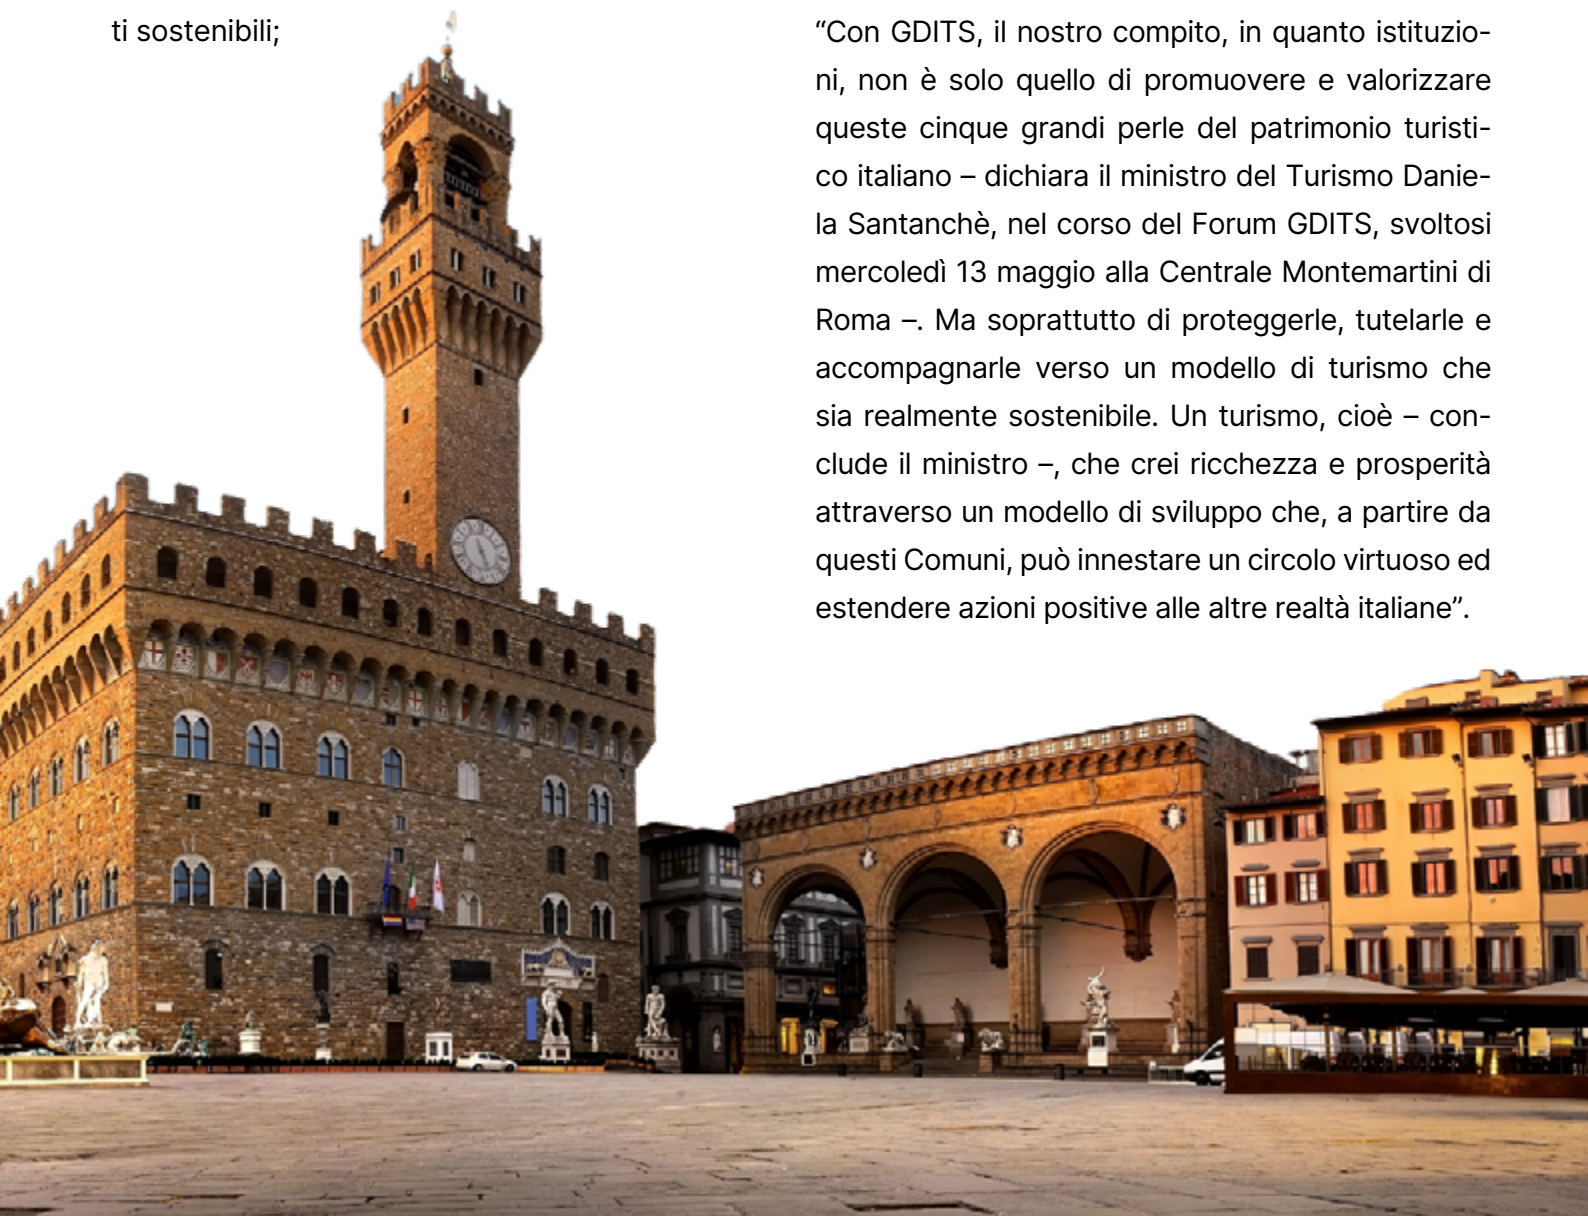 ti sostenibili;
“Con GDITS, il nostro compito, in quanto istituzio-
ni, non è solo quello di promuovere e valorizzare
queste cinque grandi perle del patrimonio turisti-
co italiano – dichiara il ministro del Turismo Danie-
la Santanchè, nel corso del Forum GDITS, svoltosi
mercoledì 13 maggio alla Centrale Montemartini di
Roma –. Ma soprattutto di proteggerle, tutelarle e
accompagnarle verso un modello di turismo che
sia realmente sostenibile. Un turismo, cioè – con-
clude il ministro –, che crei ricchezza e prosperità
attraverso un modello di sviluppo che, a partire da
questi Comuni, può innestare un circolo virtuoso ed
estendere azioni positive alle altre realtà italiane”.